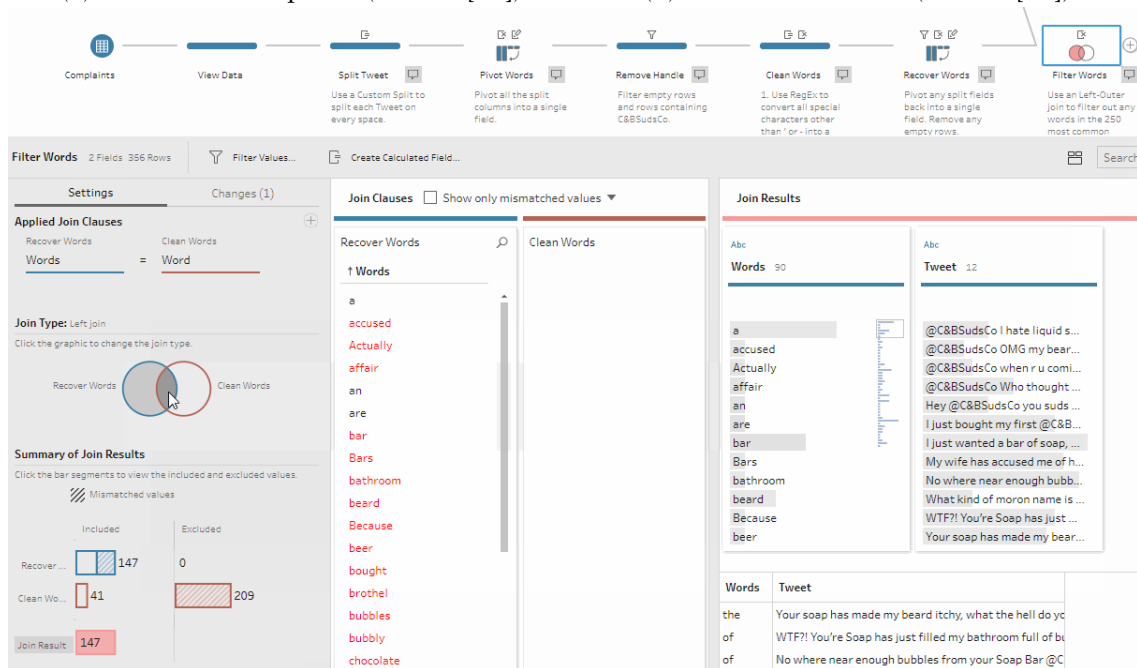 Complaints
View Data
Split Tweet
Pivot Words
Remove Handle
Clean Words
Recover Words
Filter Words
Use a Custom Split to
split each Tweet on
every space.
Pivot all the split
columns into a single
field.
Filter empty rows
and rows containing
C&BSudsCo.
1. Use RegEx to
convert all special
characters other
than ' or - into a
Pivot any split fields
back into a single
field. Remove any
empty rows.
Use an Left-Outer
join to filter out any
words in the 250
most common
Filter Words 2 Fields 356 Rows Filter Values... Create Calculated Field... Search
Settings Changes (1)
Applied Join Clauses
Recover Words Clean Words
Words = Word
Join Type: Left join
Click the graphic to change the join type.
Recover Words Clean Words
Summary of Join Results
Click the bar segments to view the included and excluded values.
Mismatched values
Included Excluded
Recover ... 147 0
Clean Wo... 41 209
Join Result 147
Join Clauses Show only mismatched values
Recover Words Clean Words
↑ Words
a
accused
Actually
affair
an
are
bar
Bars
bathroom
beard
Because
beer
bought
brothel
bubbles
bubbly
chocolate
Join Results
Abc
Words 90
a
accused
Actually
affair
an
are
bar
Bars
bathroom
beard
Because
beer
Abc
Tweet 12
@C&BSudsCo I hate liquid s...
@C&BSudsCo OMG my bear...
@C&BSudsCo when r u comi...
@C&BSudsCo Who thought ...
Hey @C&BSudsCo you suds ...
I just bought my first @C&B...
I just wanted a bar of soap, ...
My wife has accused me of h...
No where near enough bubb...
What kind of moron name is ...
WTF?! You're Soap has just ...
Your soap has made my bear...
Words Tweet
the Your soap has made my beard itchy, what the hell do yo
of WTF?! You're Soap has just filled my bathroom full of bu
of No where near enough bubbles from your Soap Bar @C